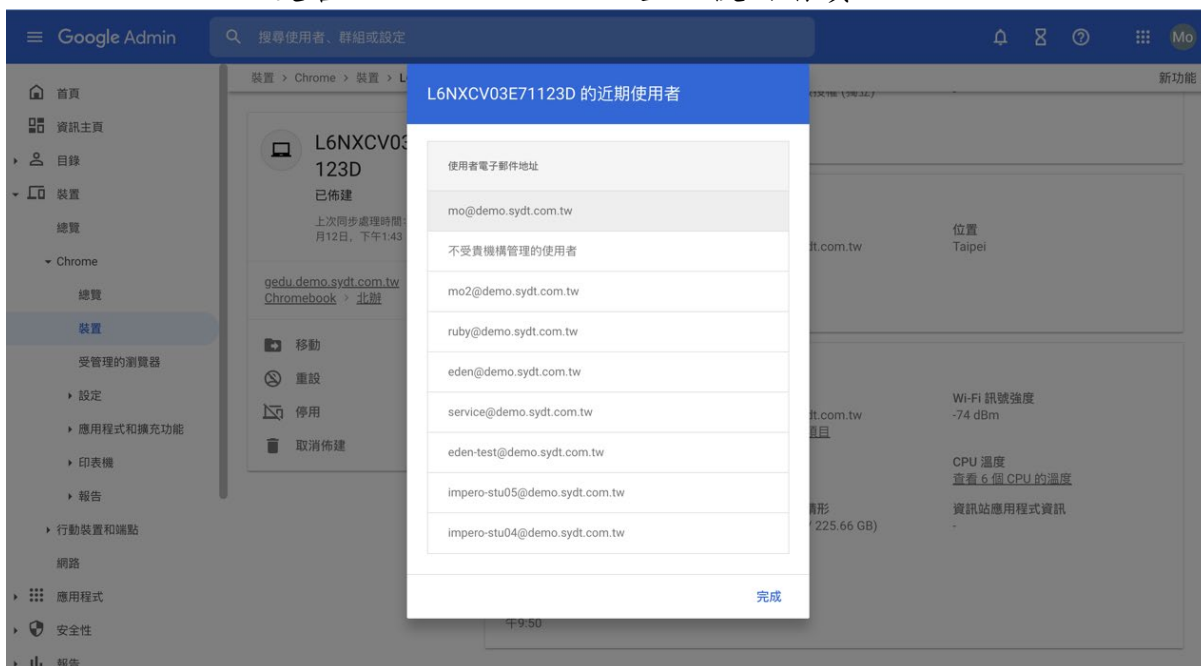 Google Admin
搜尋使用者、群組或設定
Mo
首頁
資訊主頁
目錄
裝置
總覽
Chrome
總覽
裝置
受管理的瀏覽器
設定
應用程式和擴充功能
印表機
報告
行動裝置和端點
網路
應用程式
安全性
報告
裝置 > Chrome > 裝置 >
新功能
L6NXCV03
123D
已佈建
上次同步處理時間:
月12日，下午1:43
gedu.demo.sydt.com.tw
Chromebook > 北辦
移動
重設
停用
取消佈建
L6NXCV03E71123D 的近期使用者
使用者電子郵件地址
mo@demo.sydt.com.tw
不受貴機構管理的使用者
mo2@demo.sydt.com.tw
ruby@demo.sydt.com.tw
eden@demo.sydt.com.tw
service@demo.sydt.com.tw
eden-test@demo.sydt.com.tw
impero-stu05@demo.sydt.com.tw
impero-stu04@demo.sydt.com.tw
完成
位置
Taipei
Wi-Fi 訊號強度
-74 dBm
CPU 溫度
查看 6 個 CPU 的溫度
225.66 GB)
資訊站應用程式資訊
-
午9:50